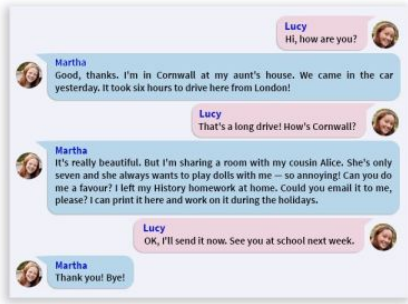 Lucy
Hi, how are you?
Martha
Good, thanks. I'm in Cornwall at my aunt's house. We came in the car
yesterday. It took six hours to drive here from London!
Lucy
That's a long drive! How's Cornwall?
Martha
It's really beautiful. But I'm sharing a room with my cousin Alice. She's only
seven and she always wants to play dolls with me — so annoying! Can you do
me a favour? I left my History homework at home. Could you email it to me,
please? I can print it here and work on it during the holidays.
Lucy
OK, I'll send it now. See you at school next week.
Martha
Thank you! Bye!